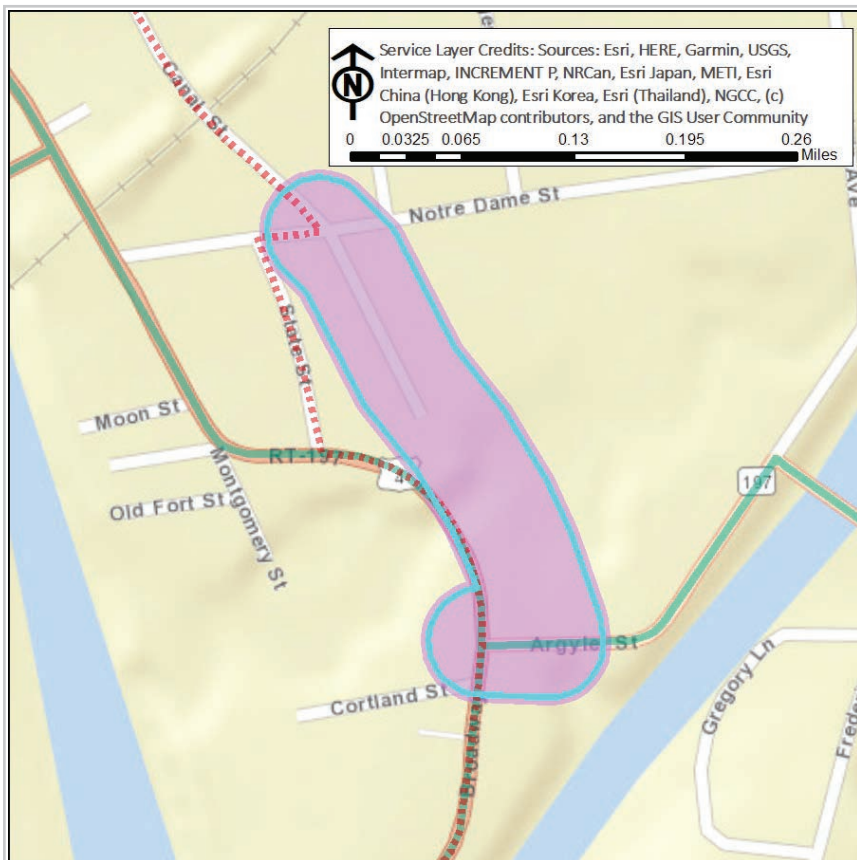 Service Layer Credits: Sources: Esri, HERE, Garmin, USGS,
Intermap, INCREMENT P, NRCan, Esri Japan, METI, Esri
China (Hong Kong), Esri Korea, Esri (Thailand), NGCC, (c)
OpenStreetMap contributors, and the GIS User Community
N
0 0.0325 0.065 0.13 0.195 0.26
Miles
Canal St
Ave
Notre Dame St
State St
Moon St
RT-197
4
197
Montgomery St
Old Fort St
Argyle St
Gregory Ln
Cortland St
Broadway